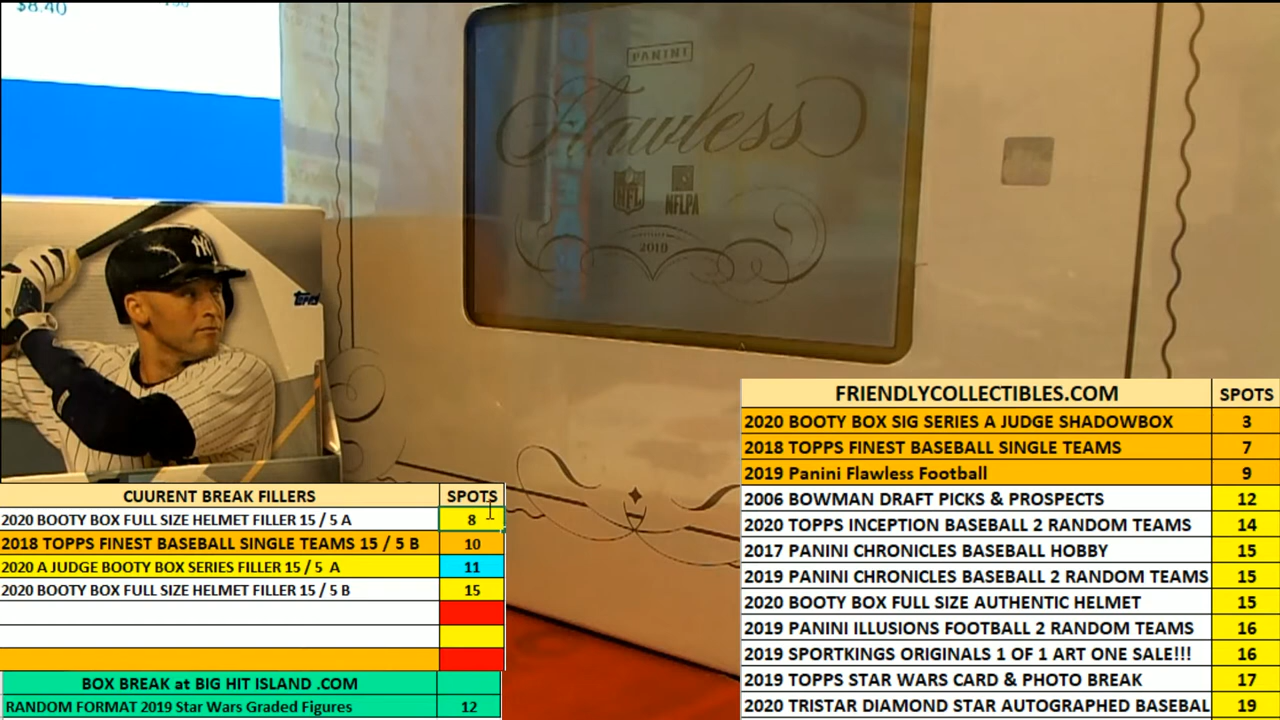 $8.40
PANINI
Flawless
NFL
NFLPA
2019
NY
topps
CUURENT BREAK FILLERS SPOTS
2020 BOOTY BOX FULL SIZE HELMET FILLER 15 / 5 A 8
2018 TOPPS FINEST BASEBALL SINGLE TEAMS 15 / 5 B 10
2020 A JUDGE BOOTY BOX SERIES FILLER 15 / 5 A 11
2020 BOOTY BOX FULL SIZE HELMET FILLER 15 / 5 B 15
BOX BREAK at BIG HIT ISLAND .COM
RANDOM FORMAT 2019 Star Wars Graded Figures 12
FRIENDLYCOLLECTIBLES.COM SPOTS
2020 BOOTY BOX SIG SERIES A JUDGE SHADOWBOX 3
2018 TOPPS FINEST BASEBALL SINGLE TEAMS 7
2019 Panini Flawless Football 9
2006 BOWMAN DRAFT PICKS & PROSPECTS 12
2020 TOPPS INCEPTION BASEBALL 2 RANDOM TEAMS 14
2017 PANINI CHRONICLES BASEBALL HOBBY 15
2019 PANINI CHRONICLES BASEBALL 2 RANDOM TEAMS 15
2020 BOOTY BOX FULL SIZE AUTHENTIC HELMET 15
2019 PANINI ILLUSIONS FOOTBALL 2 RANDOM TEAMS 16
2019 SPORTKINGS ORIGINALS 1 OF 1 ART ONE SALE!!! 16
2019 TOPPS STAR WARS CARD & PHOTO BREAK 17
2020 TRISTAR DIAMOND STAR AUTOGRAPHED BASEBAL 19